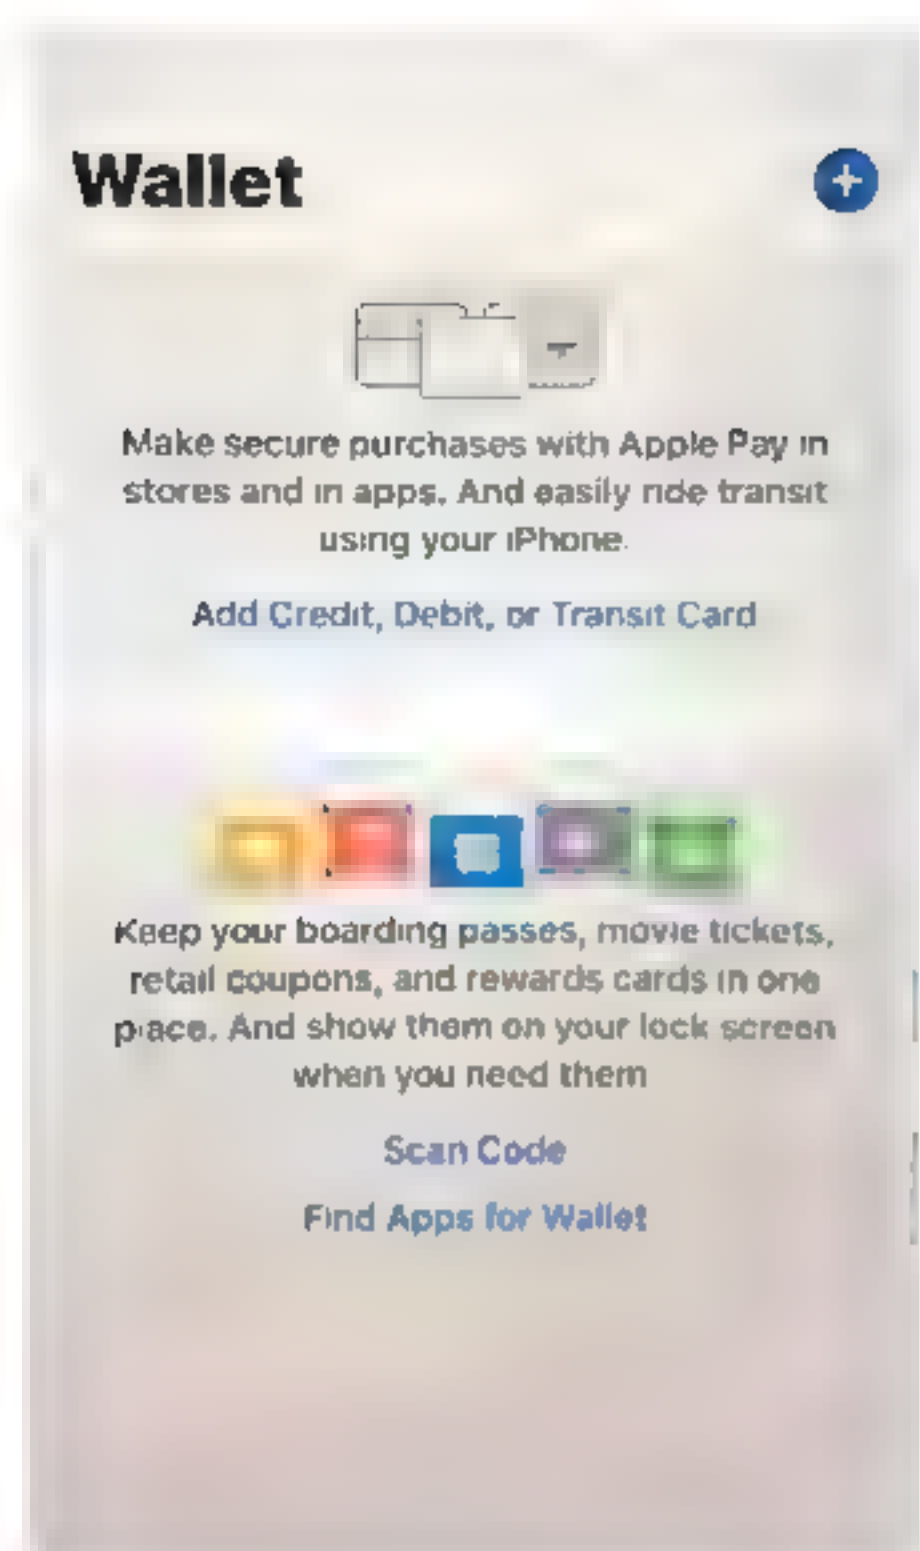 Wallet
Make secure purchases with Apple Pay in
stores and in apps. And easily ride transit
using your iPhone.
Add Credit, Debit, or Transit Card
Keep your boarding passes, movie tickets,
retail coupons, and rewards cards in one
place. And show them on your lock screen
when you need them
Scan Code
Find Apps for Wallet